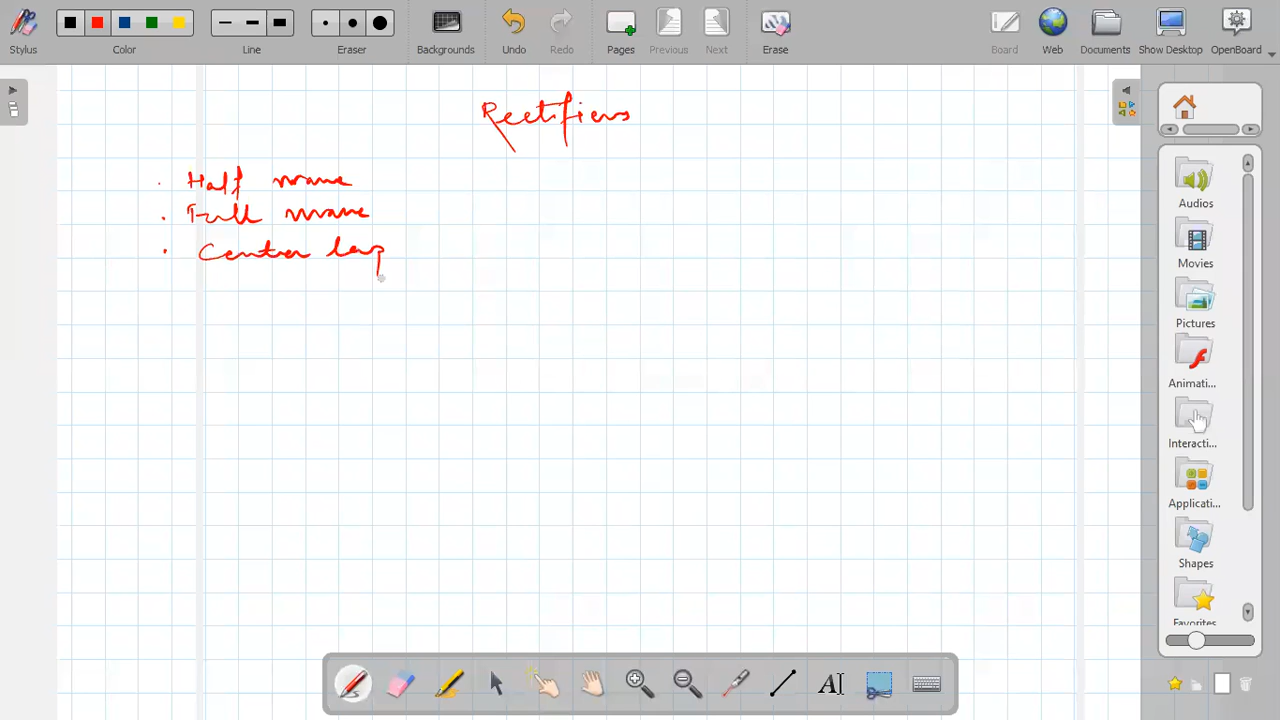 Stylus Color Line Eraser Backgrounds Undo Redo Pages Previous Next Erase Board Web Documents Show Desktop OpenBoard
Rectifiers
· Half wave
· Full wave
· Center tap
Audios
Movies
Pictures
Animati...
Interacti...
Applicati...
Shapes
Favorites